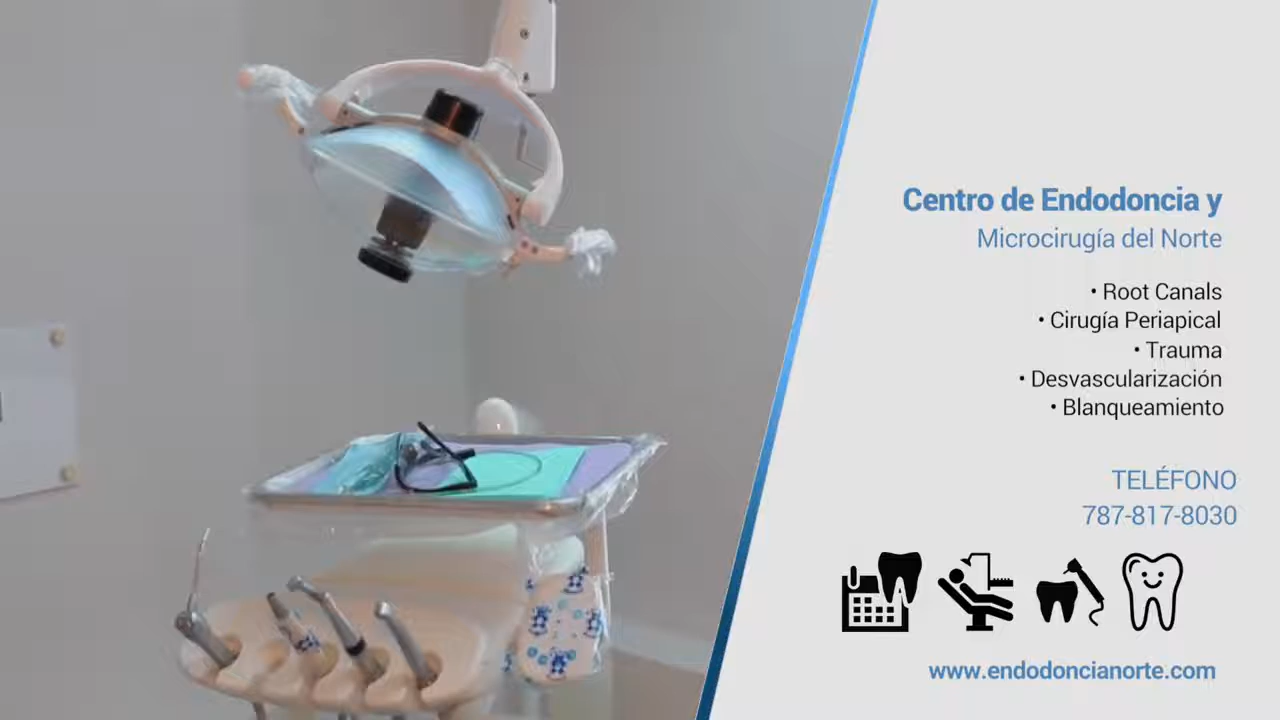 Centro de Endodoncia y
Microcirugía del Norte
• Root Canals
• Cirugía Periapical
• Trauma
• Desvascularización
• Blanqueamiento
TELÉFONO
787-817-8030
www.endodoncianorte.com